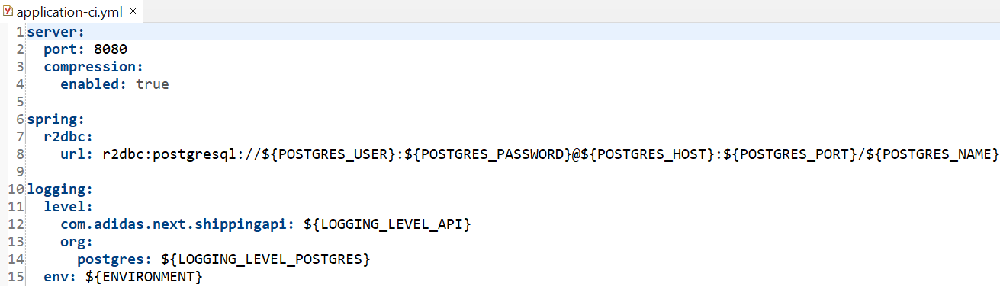 application-ci.yml
1 server:
2   port: 8080
3   compression:
4     enabled: true
5
6 spring:
7   r2dbc:
8     url: r2dbc:postgresql://${POSTGRES_USER}:${POSTGRES_PASSWORD}@${POSTGRES_HOST}:${POSTGRES_PORT}/${POSTGRES_NAME}
9
10 logging:
11   level:
12     com.adidas.next.shippingapi: ${LOGGING_LEVEL_API}
13     org:
14       postgres: ${LOGGING_LEVEL_POSTGRES}
15   env: ${ENVIRONMENT}